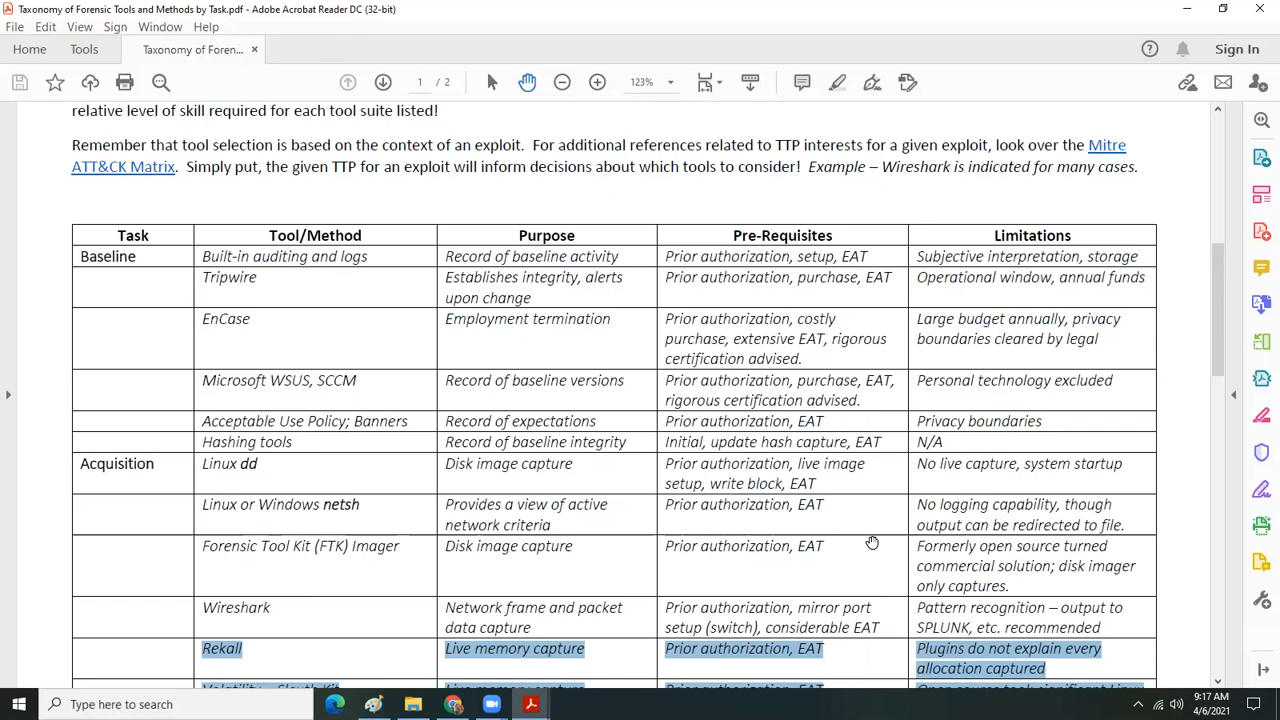 Taxonomy of Forensic Tools and Methods by Task.pdf - Adobe Acrobat Reader DC (32-bit)
File Edit View Sign Window Help
Home Tools Taxonomy of Foren... × Sign In
1 / 2 123%
relative level of skill required for each tool suite listed!
Remember that tool selection is based on the context of an exploit. For additional references related to TTP interests for a given exploit, look over the Mitre
ATT&CK Matrix. Simply put, the given TTP for an exploit will inform decisions about which tools to consider! Example – Wireshark is indicated for many cases.
Task Tool/Method Purpose Pre-Requisites Limitations
Baseline Built-in auditing and logs Record of baseline activity Prior authorization, setup, EAT Subjective interpretation, storage
Tripwire Establishes integrity, alerts Prior authorization, purchase, EAT Operational window, annual funds
upon change
EnCase Employment termination Prior authorization, costly Large budget annually, privacy
purchase, extensive EAT, rigorous boundaries cleared by legal
certification advised.
Microsoft WSUS, SCCM Record of baseline versions Prior authorization, purchase, EAT, Personal technology excluded
rigorous certification advised.
Acceptable Use Policy; Banners Record of expectations Prior authorization, EAT Privacy boundaries
Hashing tools Record of baseline integrity Initial, update hash capture, EAT N/A
Acquisition Linux dd Disk image capture Prior authorization, live image No live capture, system startup
setup, write block, EAT
Linux or Windows netsh Provides a view of active Prior authorization, EAT No logging capability, though
network criteria output can be redirected to file.
Forensic Tool Kit (FTK) Imager Disk image capture Prior authorization, EAT Formerly open source turned
commercial solution; disk imager
only captures.
Wireshark Network frame and packet Prior authorization, mirror port Pattern recognition – output to
data capture setup (switch), considerable EAT SPLUNK, etc. recommended
Rekall Live memory capture Prior authorization, EAT Plugins do not explain every
allocation captured
Volatility – Sleuth Kit Live memory capture Prior authorization, EAT Open source tools significant Linux
Type here to search 9:17 AM
4/6/2021